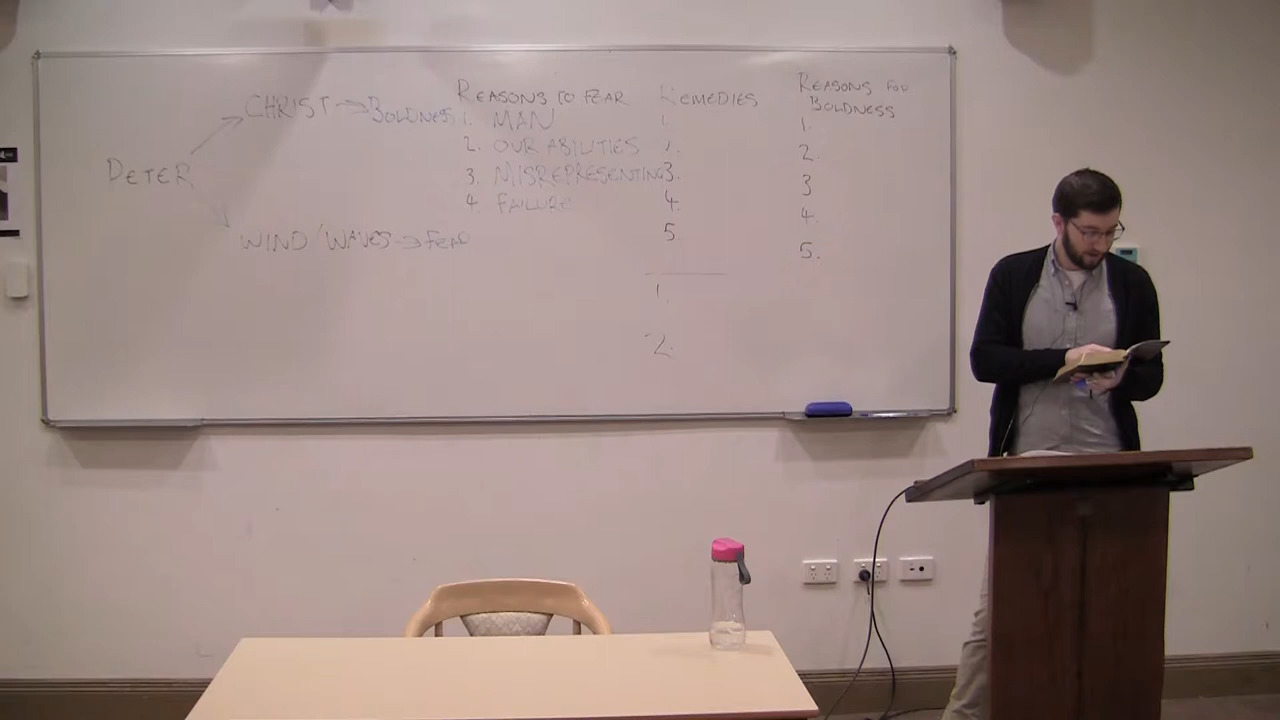 PETER
CHRIST → BOLDNESS
WIND/WAVES → FEAR
REASONS TO FEAR
1. MAN
2. OUR ABILITIES
3. MISREPRESENTING
4. FAILURE
REMEDIES
1.
2.
3.
4.
5.
1.
2.
REASONS FOR
BOLDNESS
1.
2.
3
4.
5.